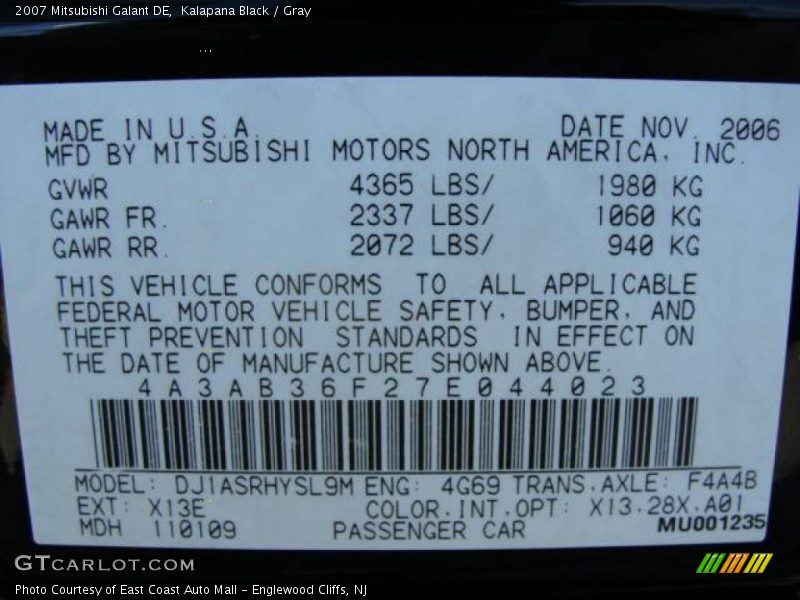 2007 Mitsubishi Galant DE, Kalapana Black / Gray
MADE IN U.S.A. DATE NOV. 2006
MFD BY MITSUBISHI MOTORS NORTH AMERICA, INC.
GVWR 4365 LBS/ 1980 KG
GAWR FR. 2337 LBS/ 1060 KG
GAWR RR. 2072 LBS/ 940 KG
THIS VEHICLE CONFORMS TO ALL APPLICABLE
FEDERAL MOTOR VEHICLE SAFETY, BUMPER, AND
THEFT PREVENTION STANDARDS IN EFFECT ON
THE DATE OF MANUFACTURE SHOWN ABOVE.
4A3AB36F27E044023
MODEL: DJ1ASRHYSL9M ENG: 4G69 TRANS.AXLE: F4A4B
EXT: X13E COLOR.INT.OPT: X13.28X.A01
MDH 110109 PASSENGER CAR MU001235
GTCARLOT.COM
Photo Courtesy of East Coast Auto Mall - Englewood Cliffs, NJ